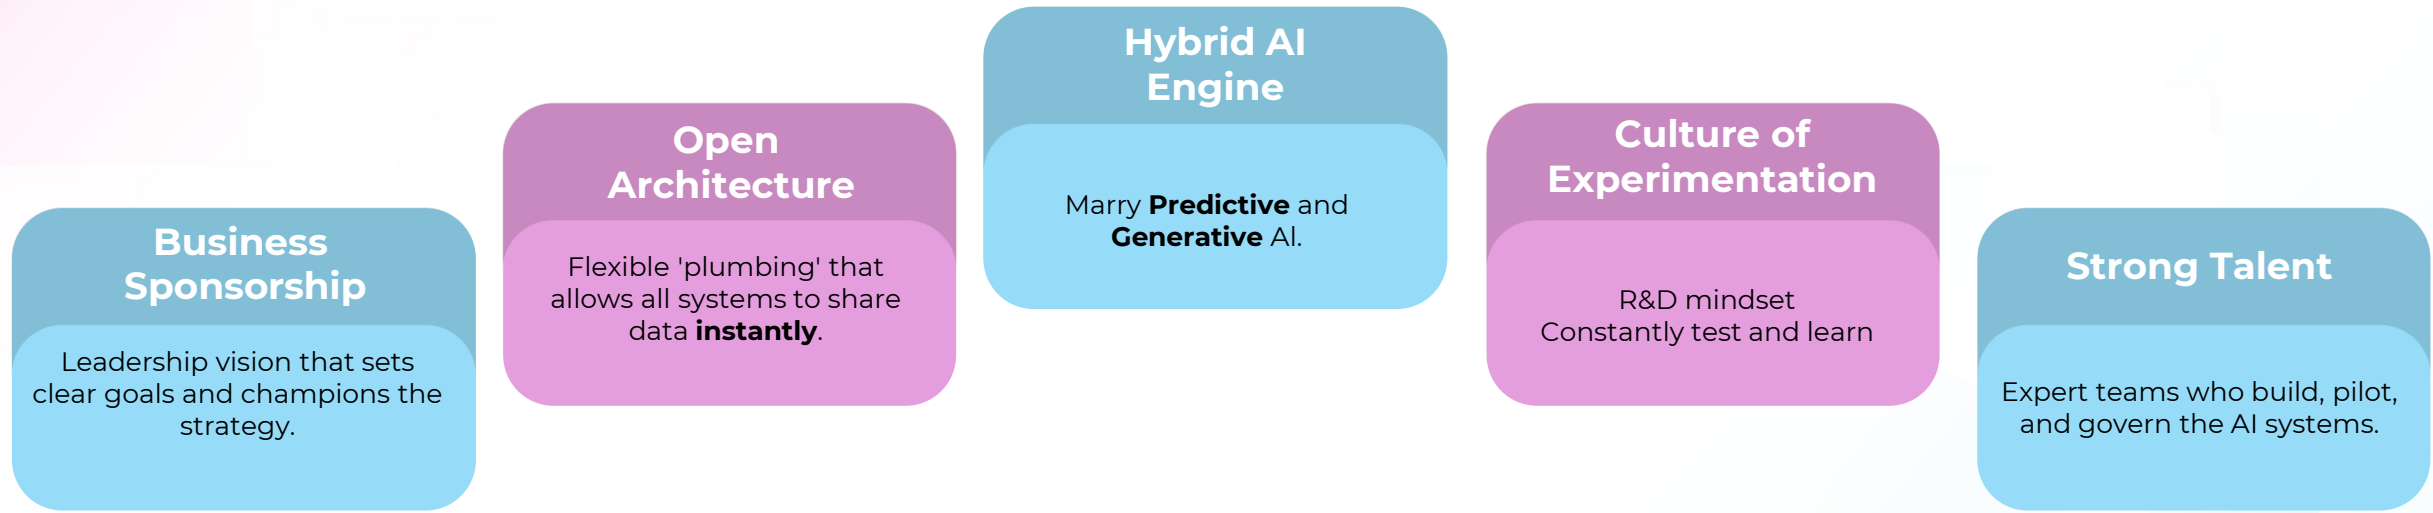 Business
Sponsorship
Leadership vision that sets
clear goals and champions the
strategy.
Open
Architecture
Flexible 'plumbing' that
allows all systems to share
data instantly.
Hybrid AI
Engine
Marry Predictive and
Generative AI.
Culture of
Experimentation
R&D mindset
Constantly test and learn
Strong Talent
Expert teams who build, pilot,
and govern the AI systems.